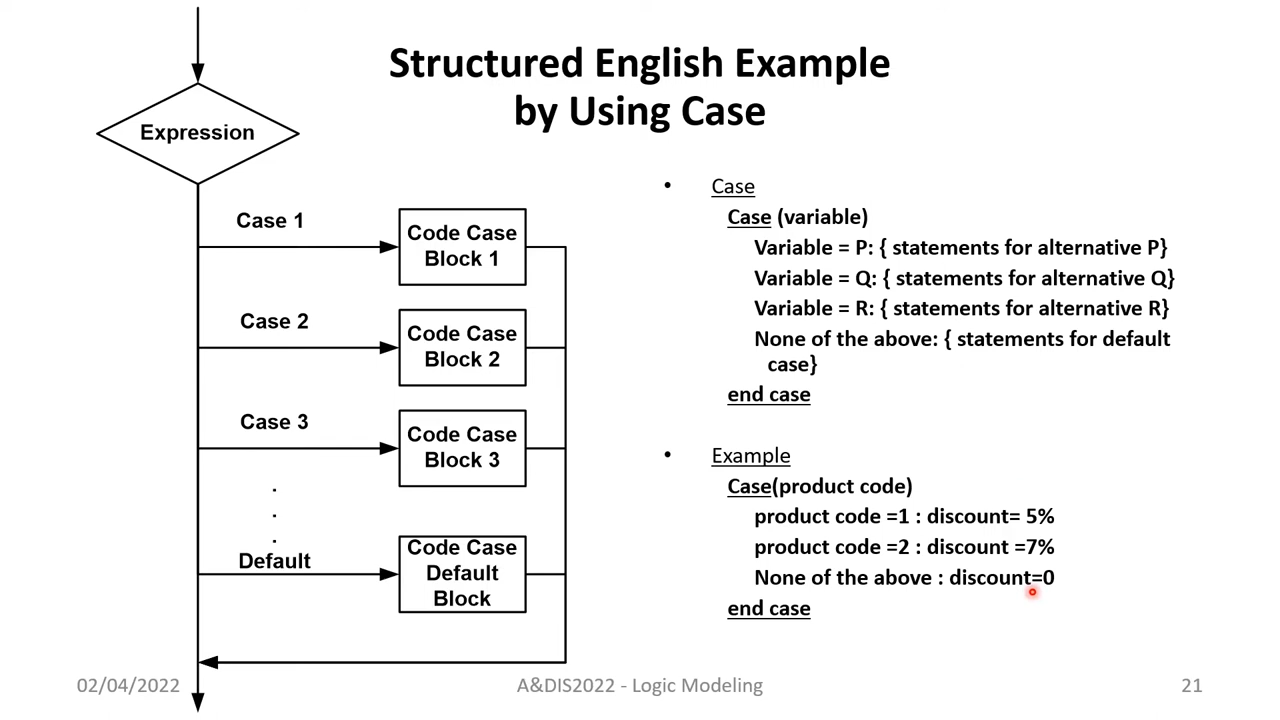 Structured English Example
by Using Case
Expression
Case 1
Code Case
Block 1
Case 2
Code Case
Block 2
Case 3
Code Case
Block 3
.
.
.
Default
Code Case
Default
Block
• Case
Case (variable)
Variable = P: { statements for alternative P}
Variable = Q: { statements for alternative Q}
Variable = R: { statements for alternative R}
None of the above: { statements for default
case}
end case
• Example
Case(product code)
product code =1 : discount= 5%
product code =2 : discount =7%
None of the above : discount=0
end case
02/04/2022
A&DIS2022 - Logic Modeling
21